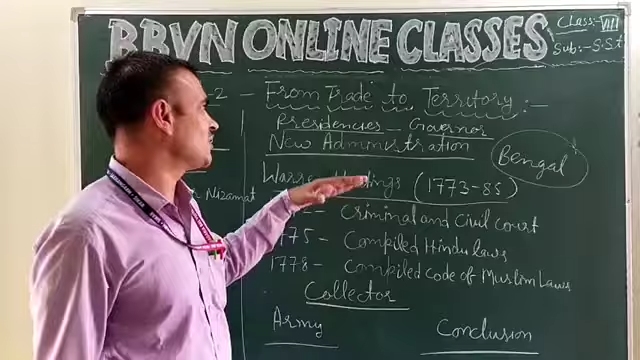 BBVN ONLINE CLASSES
Class:- VIII
Sub:- S.St
-2 - From Trade to Territory :-
Presidencies - Governor
New Administration
Bengal
Warren Hastings (1773-85)
Nizamat
- Criminal and Civil court
1775 - Compiled Hindu laws
1778 - Compiled code of Muslim Laws
Collector
Army
Conclusion